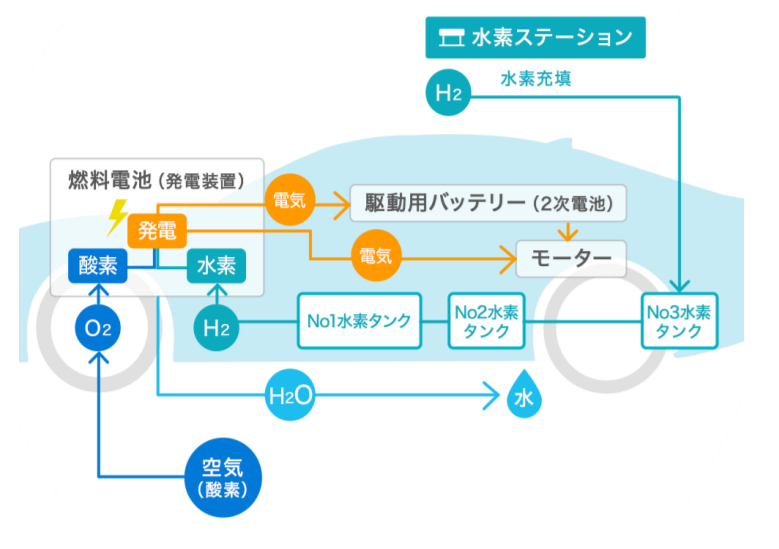 水素ステーション
H2
水素充填
燃料電池（発電装置）
電気
駆動用バッテリー（2次電池）
発電
電気
モーター
酸素
水素
O2
H2
No1水素タンク
No2水素
タンク
No3水素
タンク
H2O
水
空気
（酸素）